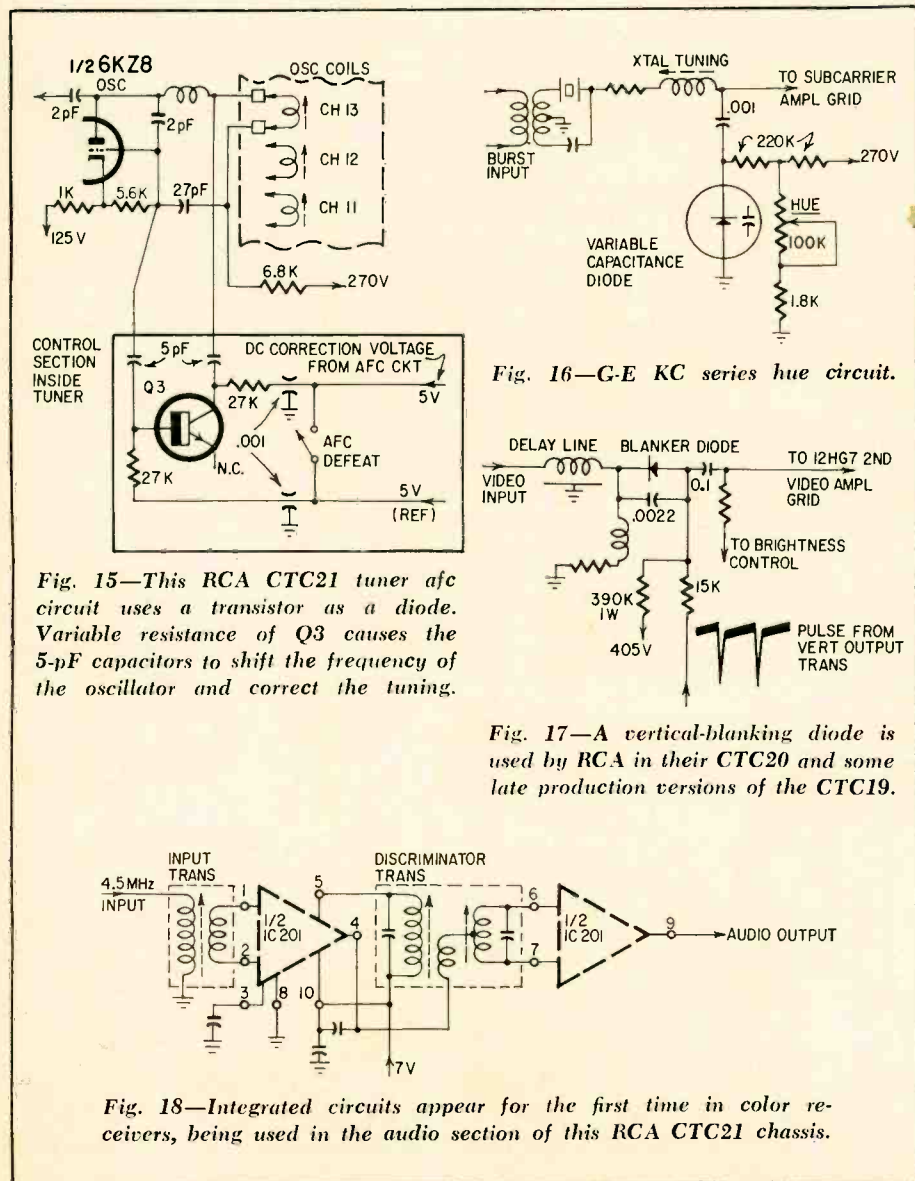 1/2 6KZ8
OSC
2pF
2pF
1K
5.6K
27pF
125V
OSC COILS
CH 13
CH 12
CH 11
6.8K
270V
CONTROL
SECTION
INSIDE
TUNER
5pF
Q3
DC CORRECTION VOLTAGE
FROM AFC CKT
27K
5V
.001
AFC
DEFEAT
27K
N.C.
5V
(REF)
Fig. 15—This RCA CTC21 tuner afc
circuit uses a transistor as a diode.
Variable resistance of Q3 causes the
5-pF capacitors to shift the frequency of
the oscillator and correct the tuning.
XTAL TUNING
TO SUBCARRIER
AMPL GRID
.001
BURST
INPUT
220K
270V
HUE
100K
VARIABLE
CAPACITANCE
DIODE
1.8K
Fig. 16—G-E KC series hue circuit.
DELAY LINE
BLANKER DIODE
VIDEO
INPUT
0.1
TO 12HG7 2ND
VIDEO AMPL
GRID
.0022
TO BRIGHTNESS
CONTROL
390K
1W
15K
405V
PULSE FROM
VERT OUTPUT
TRANS
Fig. 17—A vertical-blanking diode is
used by RCA in their CTC20 and some
late production versions of the CTC19.
INPUT
TRANS
4.5MHz
INPUT
1
2
3
8
10
5
4
1/2
IC 201
DISCRIMINATOR
TRANS
6
7
1/2
IC 201
9
AUDIO OUTPUT
7V
Fig. 18—Integrated circuits appear for the first time in color re-
ceivers, being used in the audio section of this RCA CTC21 chassis.